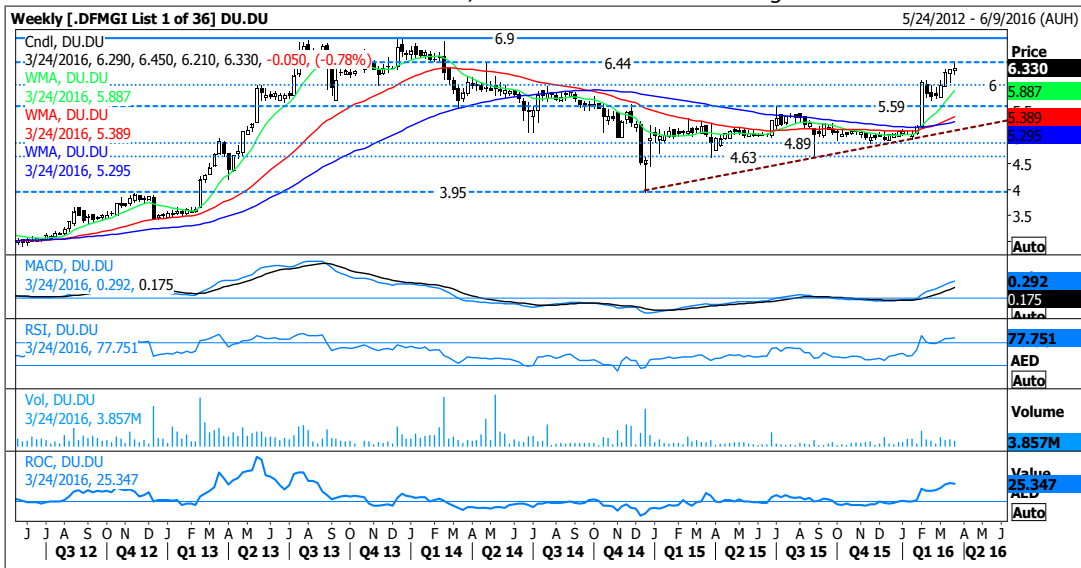 Weekly [.DFMGI List 1 of 36] DU.DU
5/24/2012 - 6/9/2016 (AUH)
Cndl, DU.DU
3/24/2016, 6.290, 6.450, 6.210, 6.330, -0.050, (-0.78%)
WMA, DU.DU
3/24/2016, 5.887
WMA, DU.DU
3/24/2016, 5.389
WMA, DU.DU
3/24/2016, 5.295
6.9
6.44
6
5.59
4.89
4.63
3.95
Price
6.330
5.887
5.389
5.295
4.5
4
3.5
Auto
MACD, DU.DU
3/24/2016, 0.292, 0.175
0.292
0.175
Auto
RSI, DU.DU
3/24/2016, 77.751
77.751
AED
Auto
Vol, DU.DU
3/24/2016, 3.857M
Volume
3.857M
ROC, DU.DU
3/24/2016, 25.347
Value
25.347
AED
Auto
J A S O N D J F M A M J J A S O N D J F M A M J J A S O N D J F M A M J J A S O N D J F M A M J
Q3 12 Q4 12 Q1 13 Q2 13 Q3 13 Q4 13 Q1 14 Q2 14 Q3 14 Q4 14 Q1 15 Q2 15 Q3 15 Q4 15 Q1 16 Q2 16